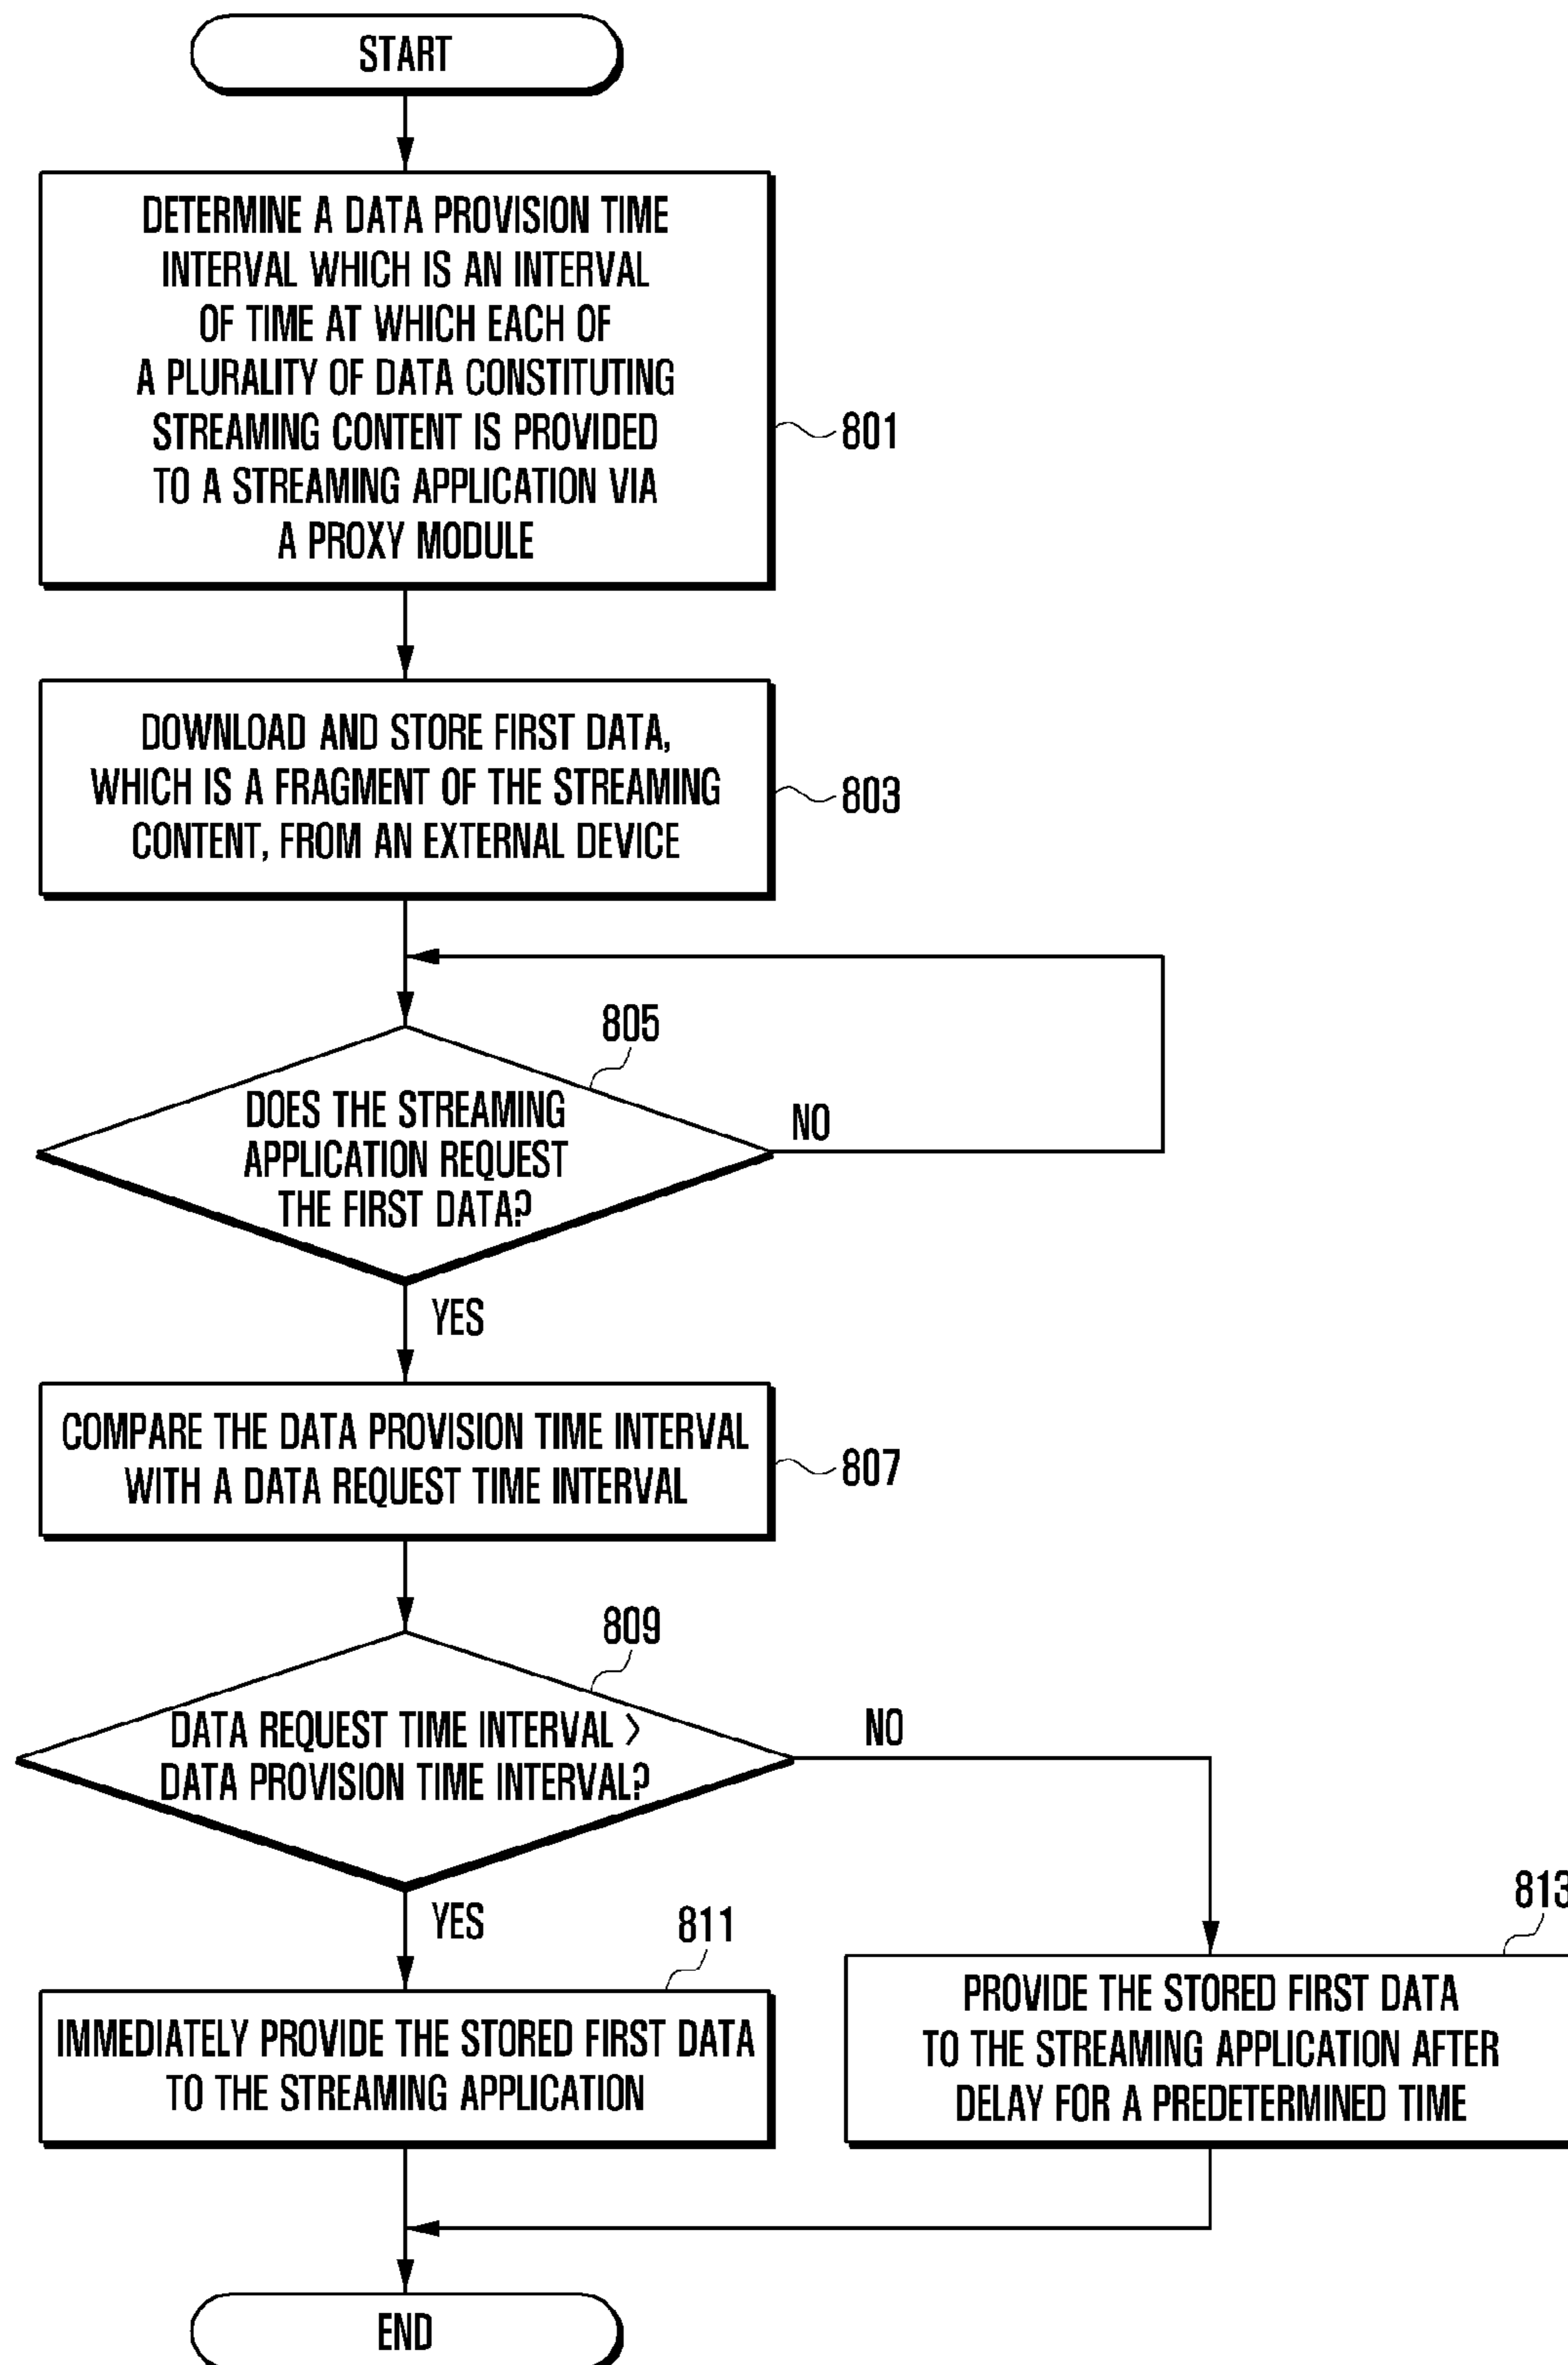 START
DETERMINE A DATA PROVISION TIME
INTERVAL WHICH IS AN INTERVAL
OF TIME AT WHICH EACH OF
A PLURALITY OF DATA CONSTITUTING
STREAMING CONTENT IS PROVIDED
TO A STREAMING APPLICATION VIA
A PROXY MODULE
801
DOWNLOAD AND STORE FIRST DATA,
WHICH IS A FRAGMENT OF THE STREAMING
CONTENT, FROM AN EXTERNAL DEVICE
803
805
DOES THE STREAMING
APPLICATION REQUEST
THE FIRST DATA?
NO
YES
COMPARE THE DATA PROVISION TIME INTERVAL
WITH A DATA REQUEST TIME INTERVAL
807
809
DATA REQUEST TIME INTERVAL >
DATA PROVISION TIME INTERVAL?
NO
YES
811
IMMEDIATELY PROVIDE THE STORED FIRST DATA
TO THE STREAMING APPLICATION
813
PROVIDE THE STORED FIRST DATA
TO THE STREAMING APPLICATION AFTER
DELAY FOR A PREDETERMINED TIME
END